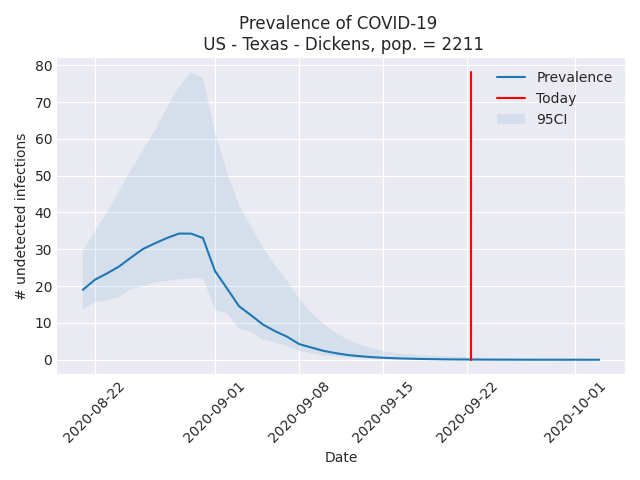 Prevalence of COVID-19
US - Texas - Dickens, pop. = 2211
# undetected infections
80
70
60
50
40
30
20
10
0
Prevalence
Today
95CI
2020-08-22
2020-09-01
2020-09-08
2020-09-15
2020-09-22
2020-10-01
Date